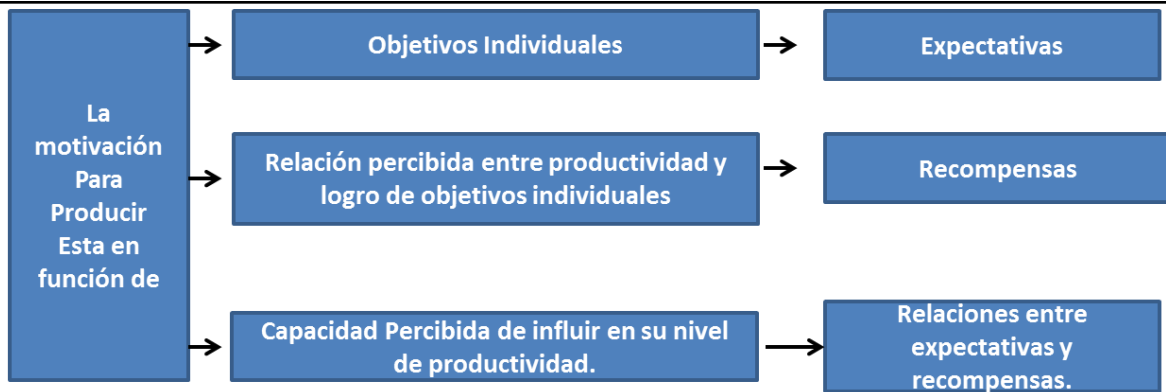 La
motivación
Para
Producir
Esta en
función de
Objetivos Individuales
Expectativas
Relación percibida entre productividad y
logro de objetivos individuales
Recompensas
Capacidad Percibida de influir en su nivel
de productividad.
Relaciones entre
expectativas y
recompensas.